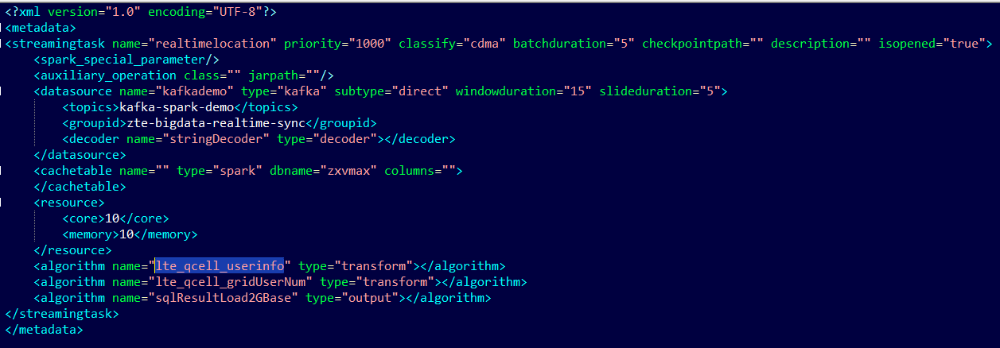 <?xml version="1.0" encoding="UTF-8"?>
<metadata>
<streamingtask name="realtimelocation" priority="1000" classify="cdma" batchduration="5" checkpointpath="" description="" isopened="true">
<spark_special_parameter/>
<auxiliary_operation class="" jarpath=""/>
<datasource name="kafkademo" type="kafka" subtype="direct" windowduration="15" slideduration="5">
<topics>kafka-spark-demo</topics>
<groupid>zte-bigdata-realtime-sync</groupid>
<decoder name="stringDecoder" type="decoder"></decoder>
</datasource>
<cachetable name="" type="spark" dbname="zxvmax" columns="">
</cachetable>
<resource>
<core>10</core>
<memory>10</memory>
</resource>
<algorithm name="lte_qcell_userinfo" type="transform"></algorithm>
<algorithm name="lte_qcell_gridUserNum" type="transform"></algorithm>
<algorithm name="sqlResultLoad2GBase" type="output"></algorithm>
</streamingtask>
</metadata>